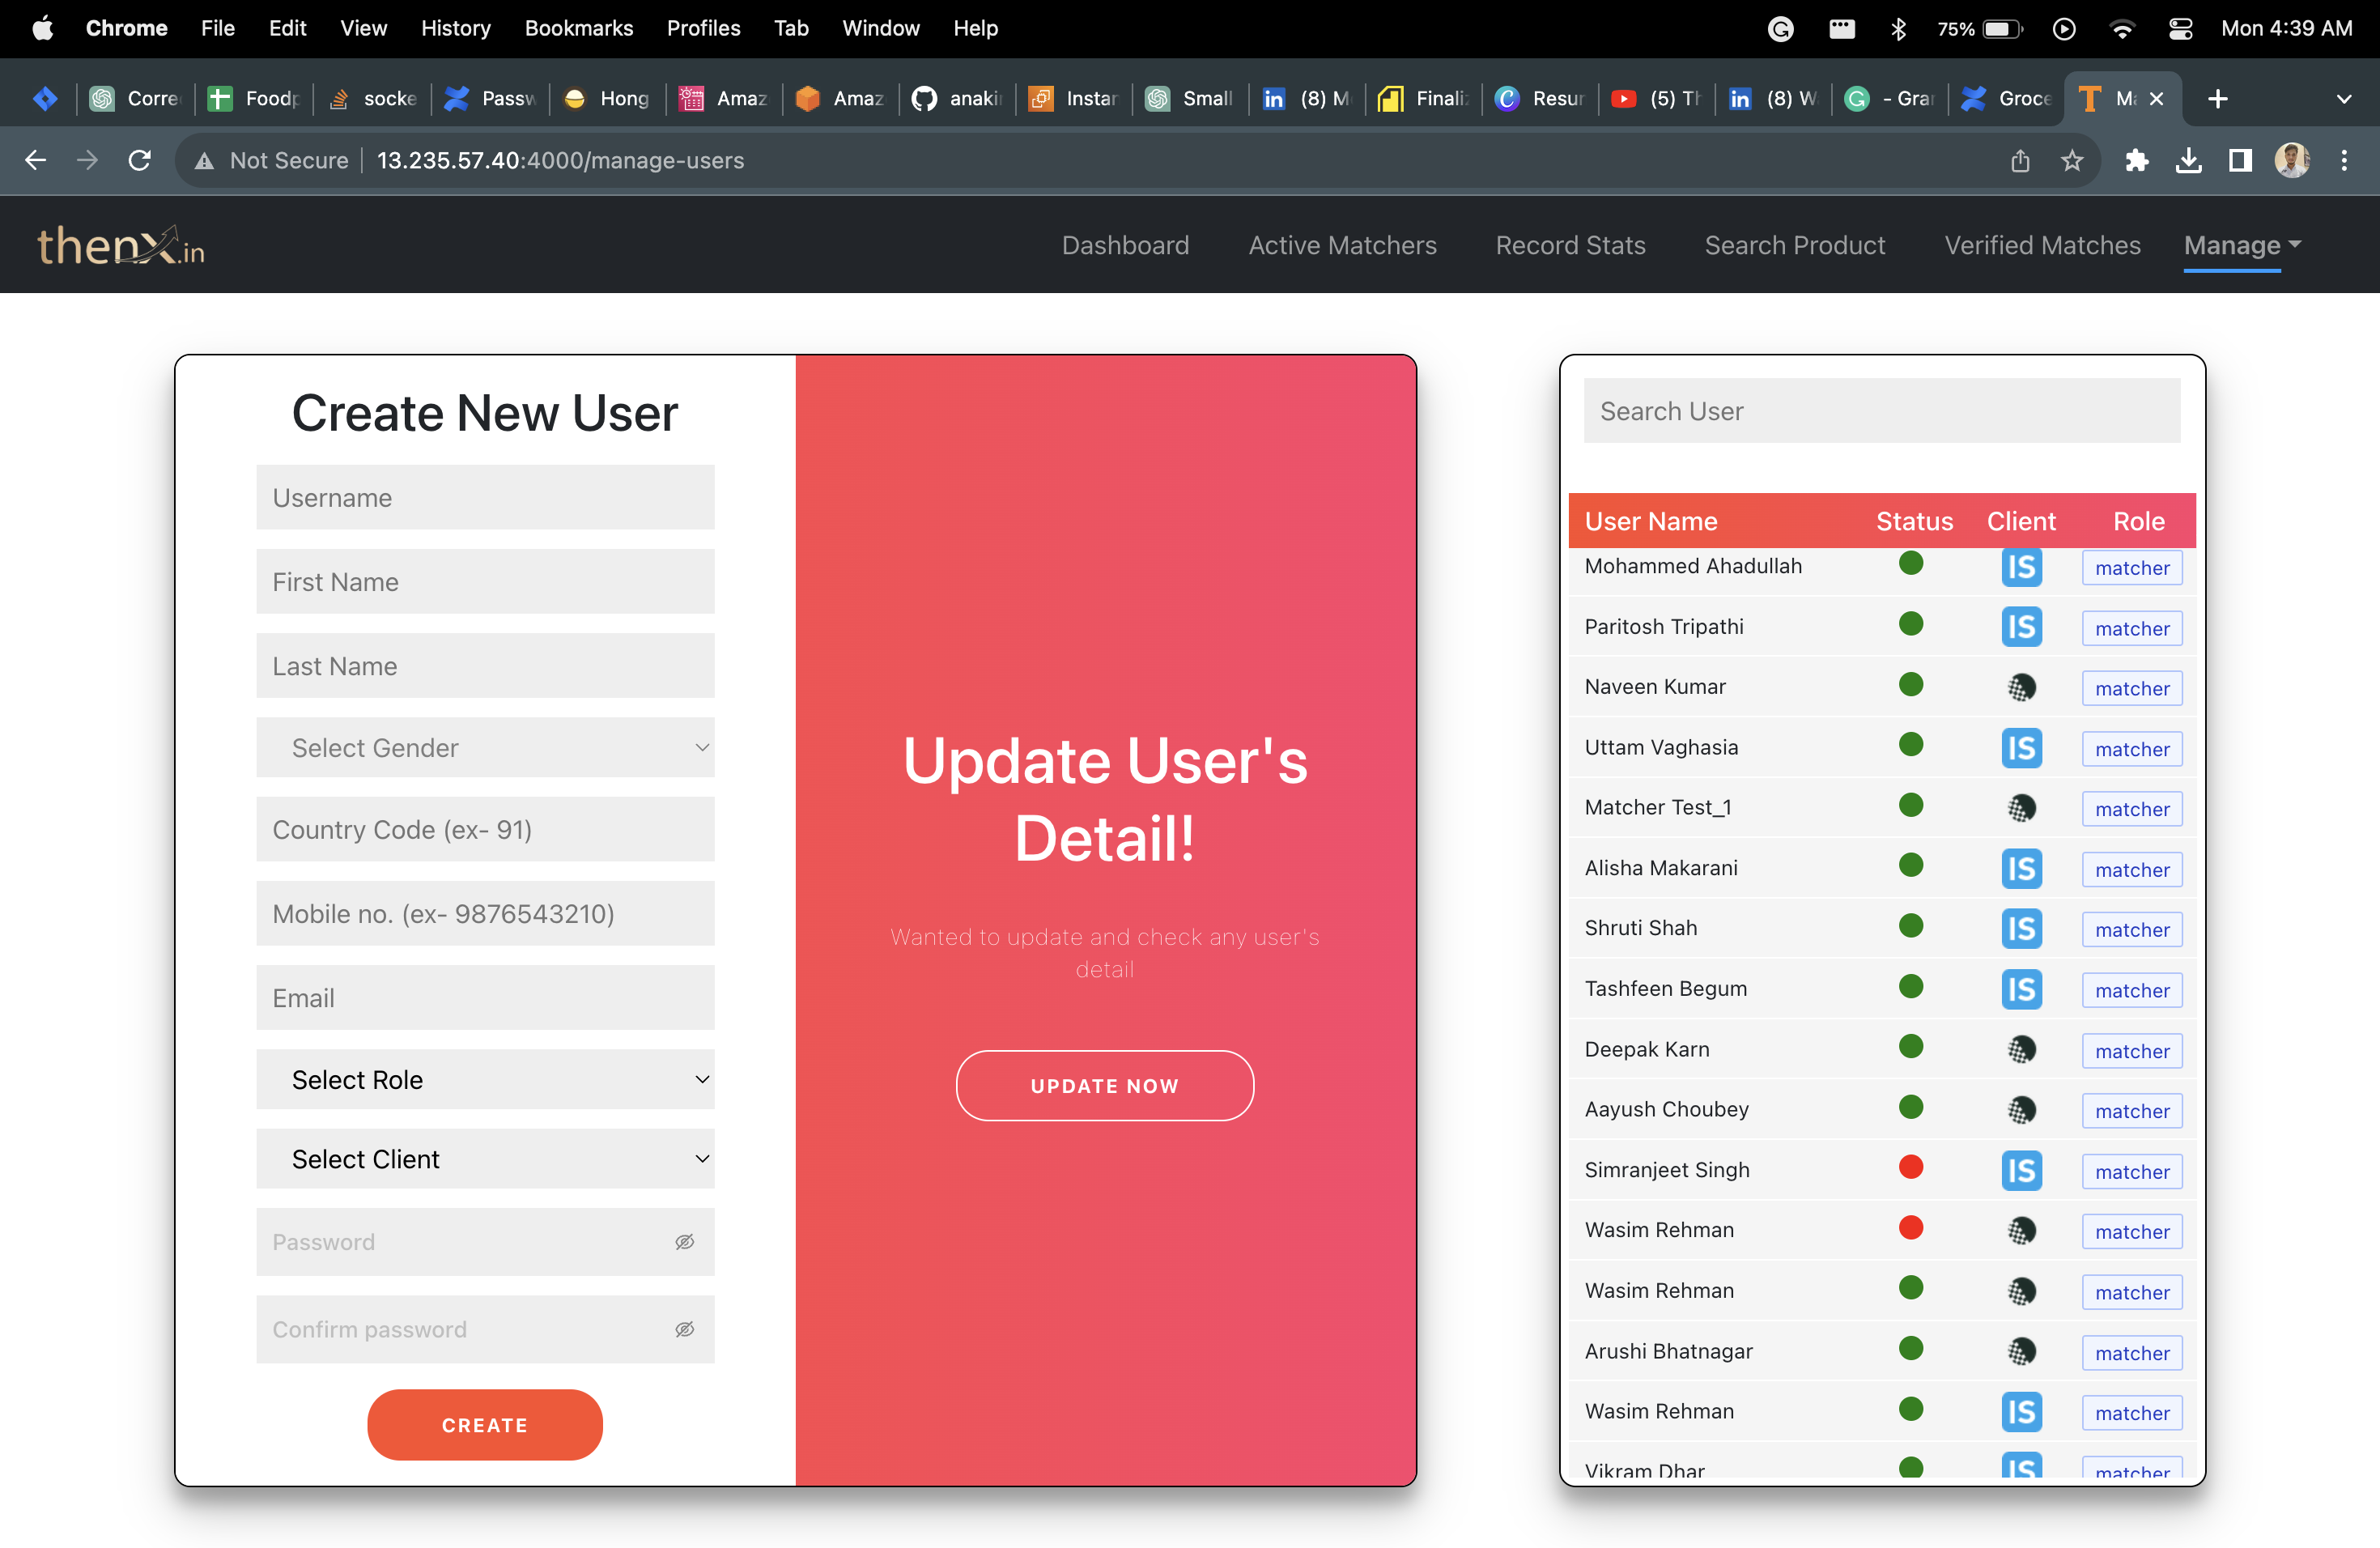 Chrome File Edit View History Bookmarks Profiles Tab Window Help 75% Mon 4:39 AM
Corre Foodp socke Passw Hong Amaz Amaz anaki Instar Small (8) M Finali Resur (5) Th (8) W - Gra Groce Ma
Not Secure 13.235.57.40:4000/manage-users
thenx.in Dashboard Active Matchers Record Stats Search Product Verified Matches Manage
Create New User
Username
First Name
Last Name
Select Gender
Country Code (ex- 91)
Mobile no. (ex- 9876543210)
Email
Select Role
Select Client
Password
Confirm password
CREATE
Update User's
Detail!
Wanted to update and check any user's
detail
UPDATE NOW
Search User
User Name Status Client Role
Mohammed Ahadullah IS matcher
Paritosh Tripathi IS matcher
Naveen Kumar matcher
Uttam Vaghasia IS matcher
Matcher Test_1 matcher
Alisha Makarani IS matcher
Shruti Shah IS matcher
Tashfeen Begum IS matcher
Deepak Karn matcher
Aayush Choubey matcher
Simranjeet Singh IS matcher
Wasim Rehman matcher
Wasim Rehman matcher
Arushi Bhatnagar matcher
Wasim Rehman IS matcher
Vikram Dhar IS matcher